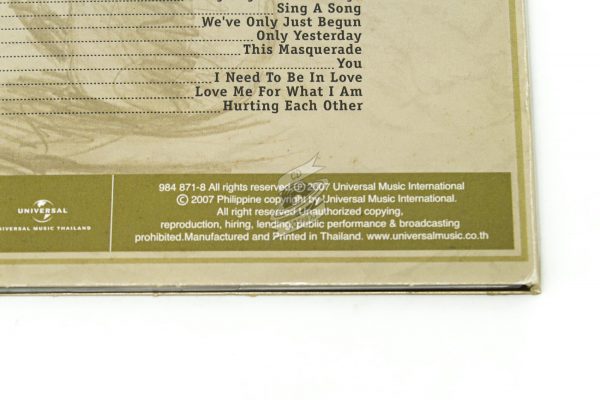 Sing A Song
We've Only Just Begun
Only Yesterday
This Masquerade
You
I Need To Be In Love
Love Me For What I Am
Hurting Each Other
984 871-8 All rights reserved.℗ 2007 Universal Music International
© 2007 Philippine copyright by Universal Music International.
All right reserved.Unauthorized copying,
reproduction, hiring, lending, public performance & broadcasting
prohibited.Manufactured and Printed in Thailand. www.universalmusic.co.th
UNIVERSAL
UNIVERSAL MUSIC THAILAND